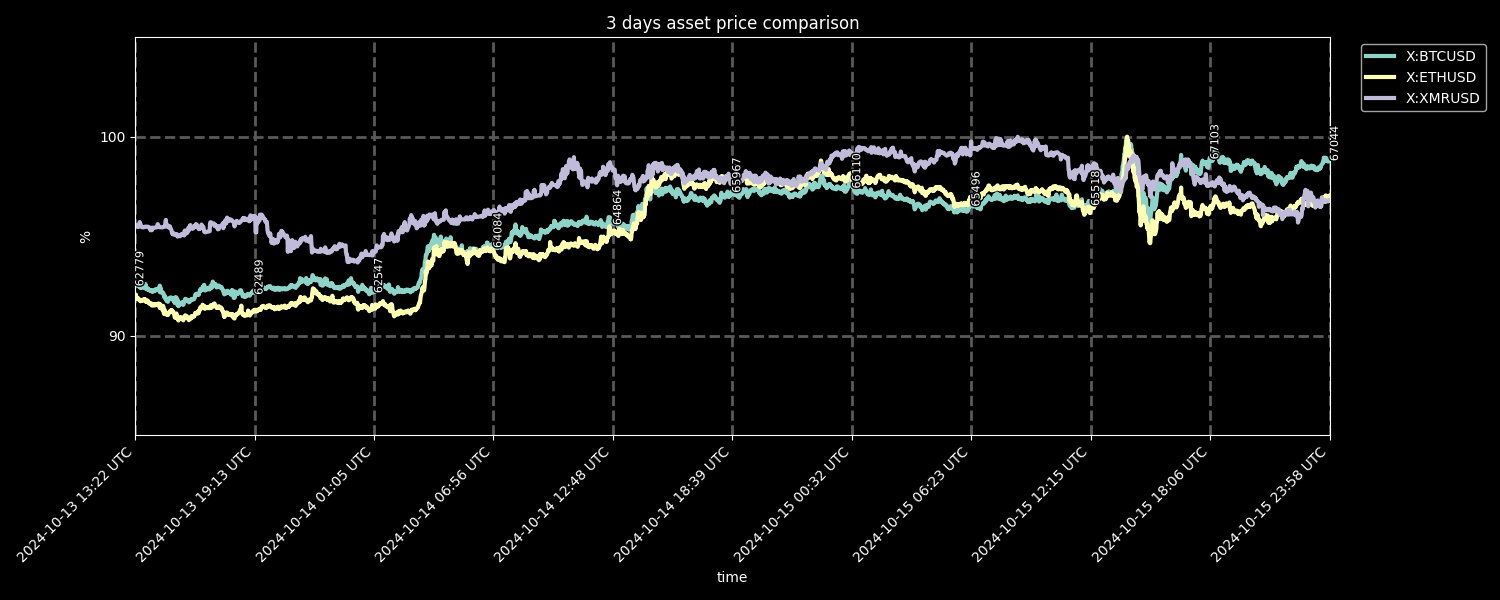 3 days asset price comparison
X:BTCUSD
X:ETHUSD
X:XMRUSD
100
90
%
62779
62489
62547
64084
64864
65967
66110
65496
65518
67103
67044
2024-10-13 13:22 UTC
2024-10-13 19:13 UTC
2024-10-14 01:05 UTC
2024-10-14 06:56 UTC
2024-10-14 12:48 UTC
2024-10-14 18:39 UTC
2024-10-15 00:32 UTC
2024-10-15 06:23 UTC
2024-10-15 12:15 UTC
2024-10-15 18:06 UTC
2024-10-15 23:58 UTC
time